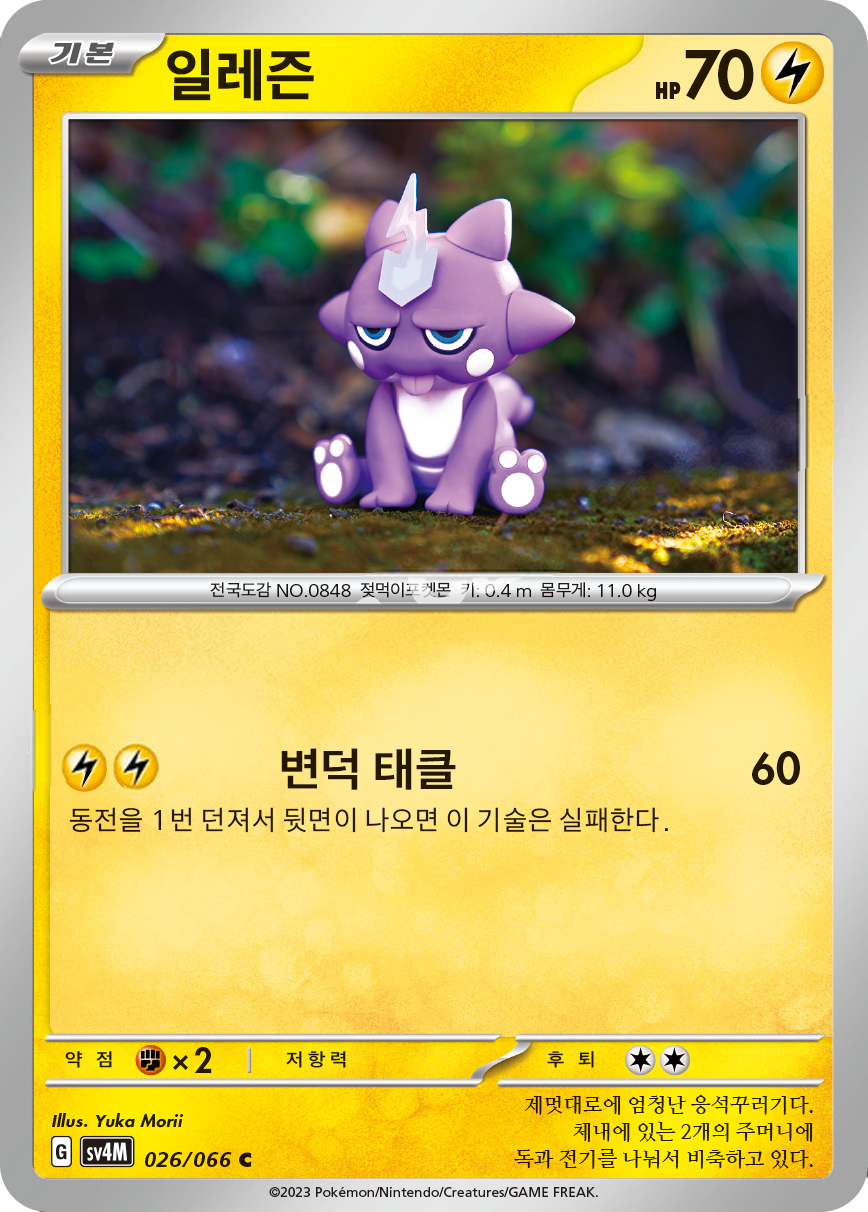 기본
일레즌
HP 70
전국도감 NO.0848 젖먹이포켓몬 키: 0.4 m 몸무게: 11.0 kg
변덕 태클 60
동전을 1번 던져서 뒷면이 나오면 이 기술은 실패한다.
약점 ×2 저항력 후퇴
Illus. Yuka Morii
제멋대로에 엄청난 응석꾸러기다.
체내에 있는 2개의 주머니에
독과 전기를 나눠서 비축하고 있다.
G SV4M 026/066 C
©2023 Pokémon/Nintendo/Creatures/GAME FREAK.